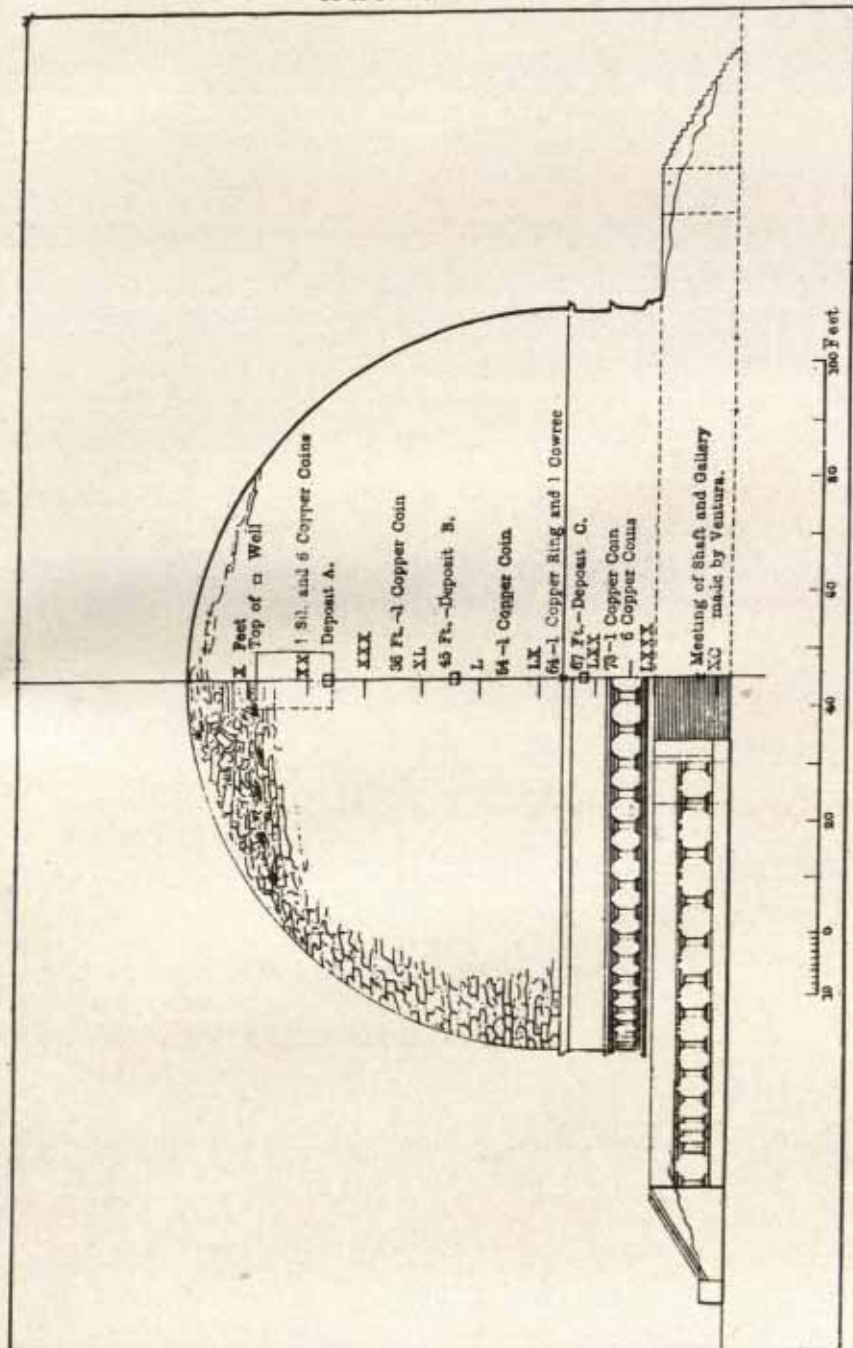 X Feet
Top of □ Well
XX 1 Sil. and 6 Copper Coins
Deposit A.
XXX
36 Ft.-1 Copper Coin
XL
45 Ft.-Deposit B.
L
54-1 Copper Coin
LX
64-1 Copper Ring and 1 Cowree
67 Ft.-Deposit C.
LXX
73-1 Copper Coin
6 Copper Coins
LXXX
Meeting of Shaft and Gallery
XC made by Ventura.
10 0 20 40 60 80 100 Feet.